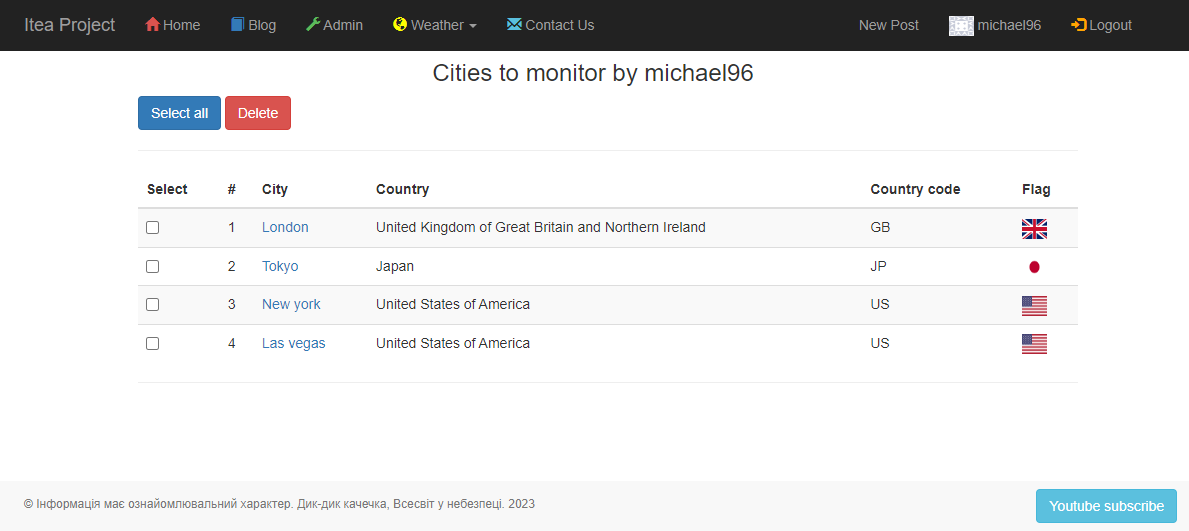 Itea Project Home Blog Admin Weather Contact Us New Post michael96 Logout
Cities to monitor by michael96
Select all Delete
Select # City Country Country code Flag
1 London United Kingdom of Great Britain and Northern Ireland GB
2 Tokyo Japan JP
3 New york United States of America US
4 Las vegas United States of America US
© Інформація має ознайомлювальний характер. Дик-дик качечка, Всесвіт у небезпеці. 2023
Youtube subscribe